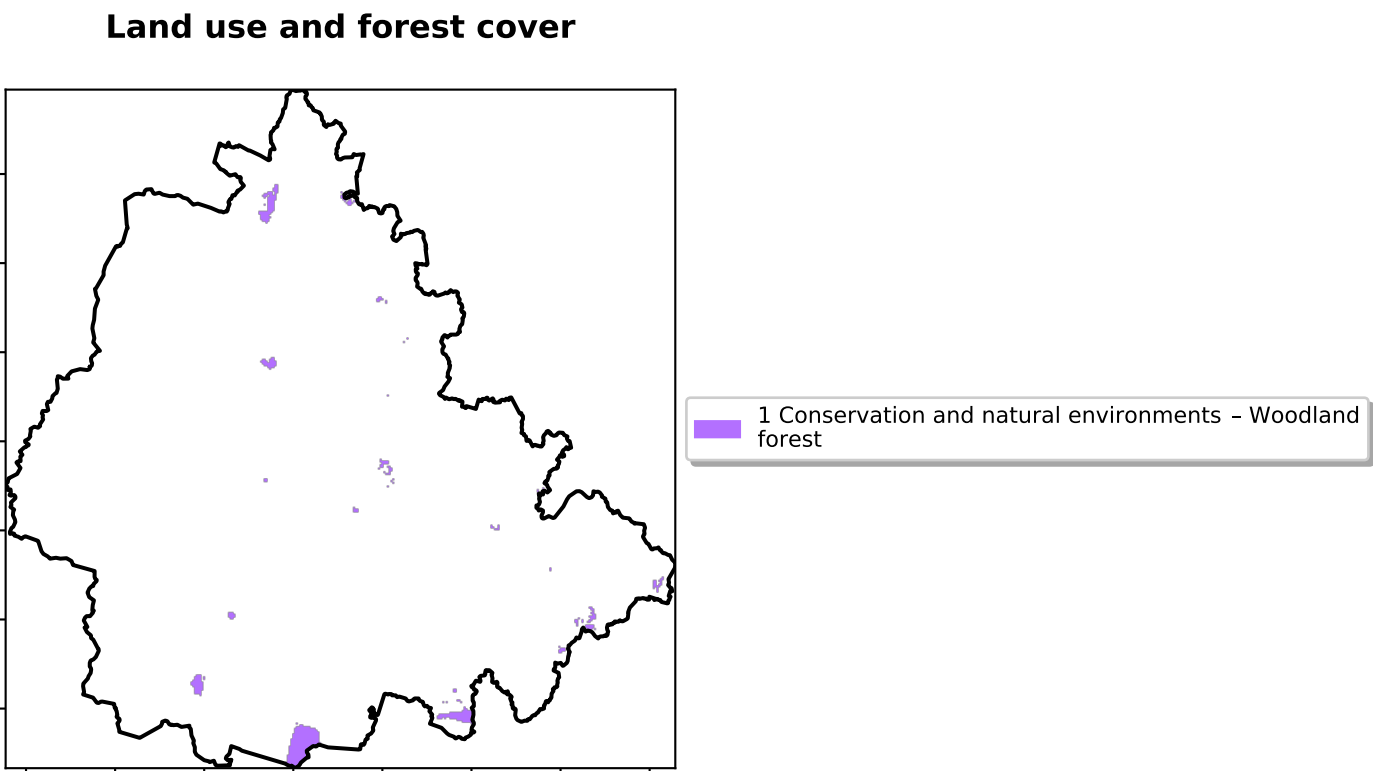 Land use and forest cover
1 Conservation and natural environments – Woodland
forest